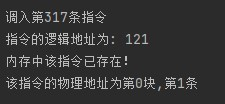 调入第317条指令
指令的逻辑地址为: 121
内存中该指令已存在!
该指令的物理地址为第0块,第1条